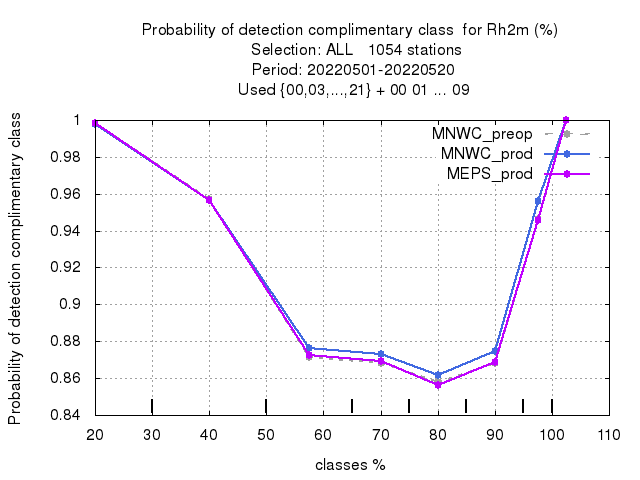 Probability of detection complimentary class  for Rh2m (%)
Selection: ALL   1054 stations
Period: 20220501-20220520
Used {00,03,...,21} + 00 01 ... 09
Probability of detection complimentary class
1
0.98
0.96
0.94
0.92
0.9
0.88
0.86
0.84
MNWC_preop
MNWC_prod
MEPS_prod
20 30 40 50 60 70 80 90 100 110
classes %